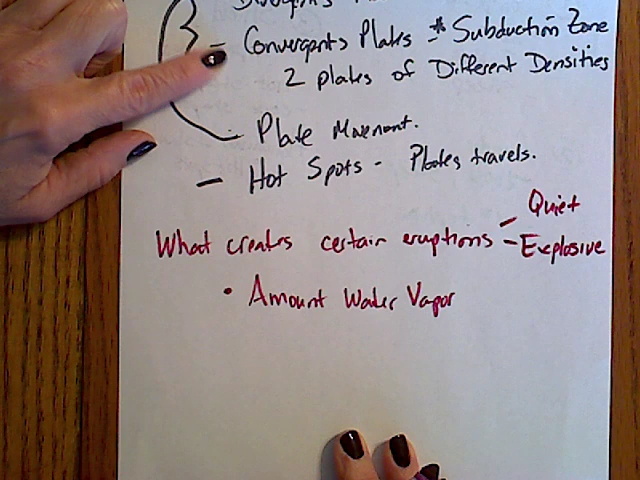 - Convergants Plates * Subduction Zone
2 plates of Different Densities
Plate Movement.
- Hot Spots - Plates travels.
What creates certain eruptions - Quiet
- Explosive
• Amount Water Vapor